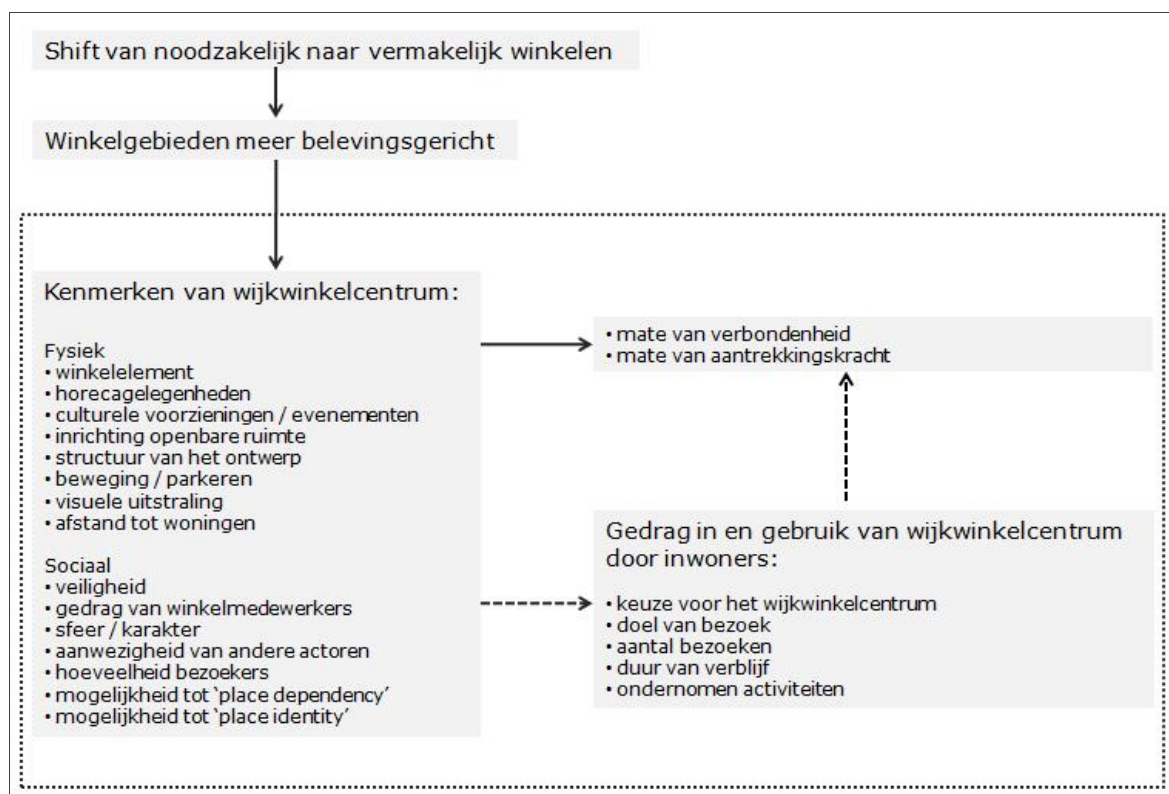 Shift van noodzakelijk naar vermakelijk winkelen
Winkelgebieden meer belevingsgericht
Kenmerken van wijkwinkelcentrum:
Fysiek
• winkelelement
• horecagelegenheden
• culturele voorzieningen / evenementen
• inrichting openbare ruimte
• structuur van het ontwerp
• beweging / parkeren
• visuele uitstraling
• afstand tot woningen
Sociaal
• veiligheid
• gedrag van winkelmedewerkers
• sfeer / karakter
• aanwezigheid van andere actoren
• hoeveelheid bezoekers
• mogelijkheid tot ‘place dependency’
• mogelijkheid tot ‘place identity’
• mate van verbondenheid
• mate van aantrekkingskracht
Gedrag in en gebruik van wijkwinkelcentrum
door inwoners:
• keuze voor het wijkwinkelcentrum
• doel van bezoek
• aantal bezoeken
• duur van verblijf
• ondernomen activiteiten